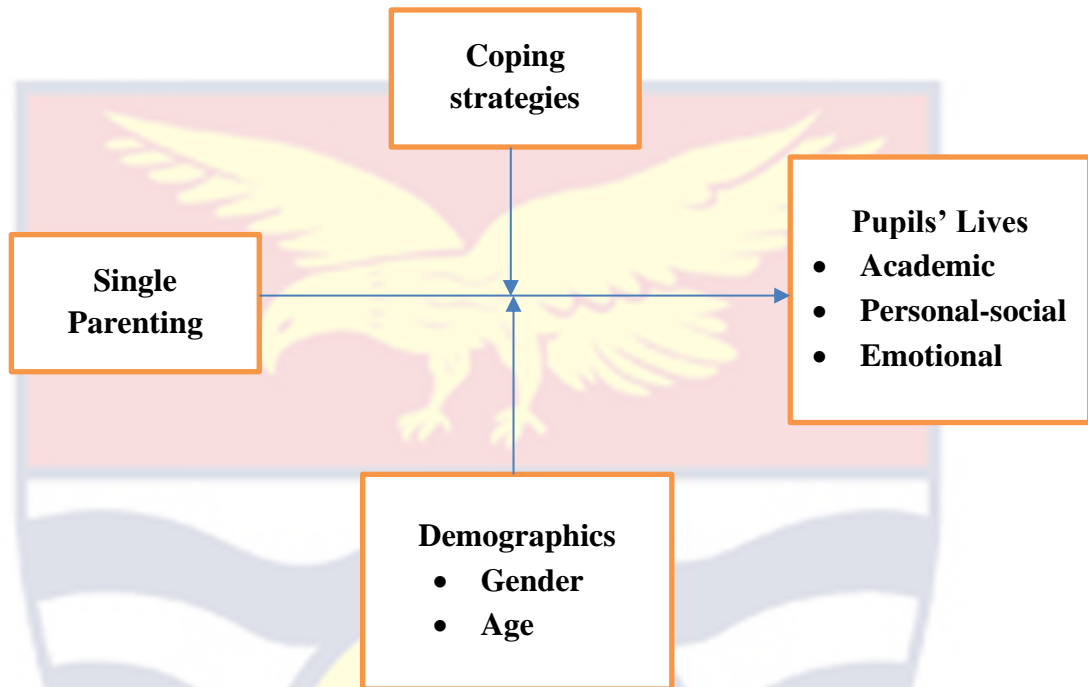 Coping
strategies
Single
Parenting
Pupils’ Lives
• Academic
• Personal-social
• Emotional
Demographics
• Gender
• Age